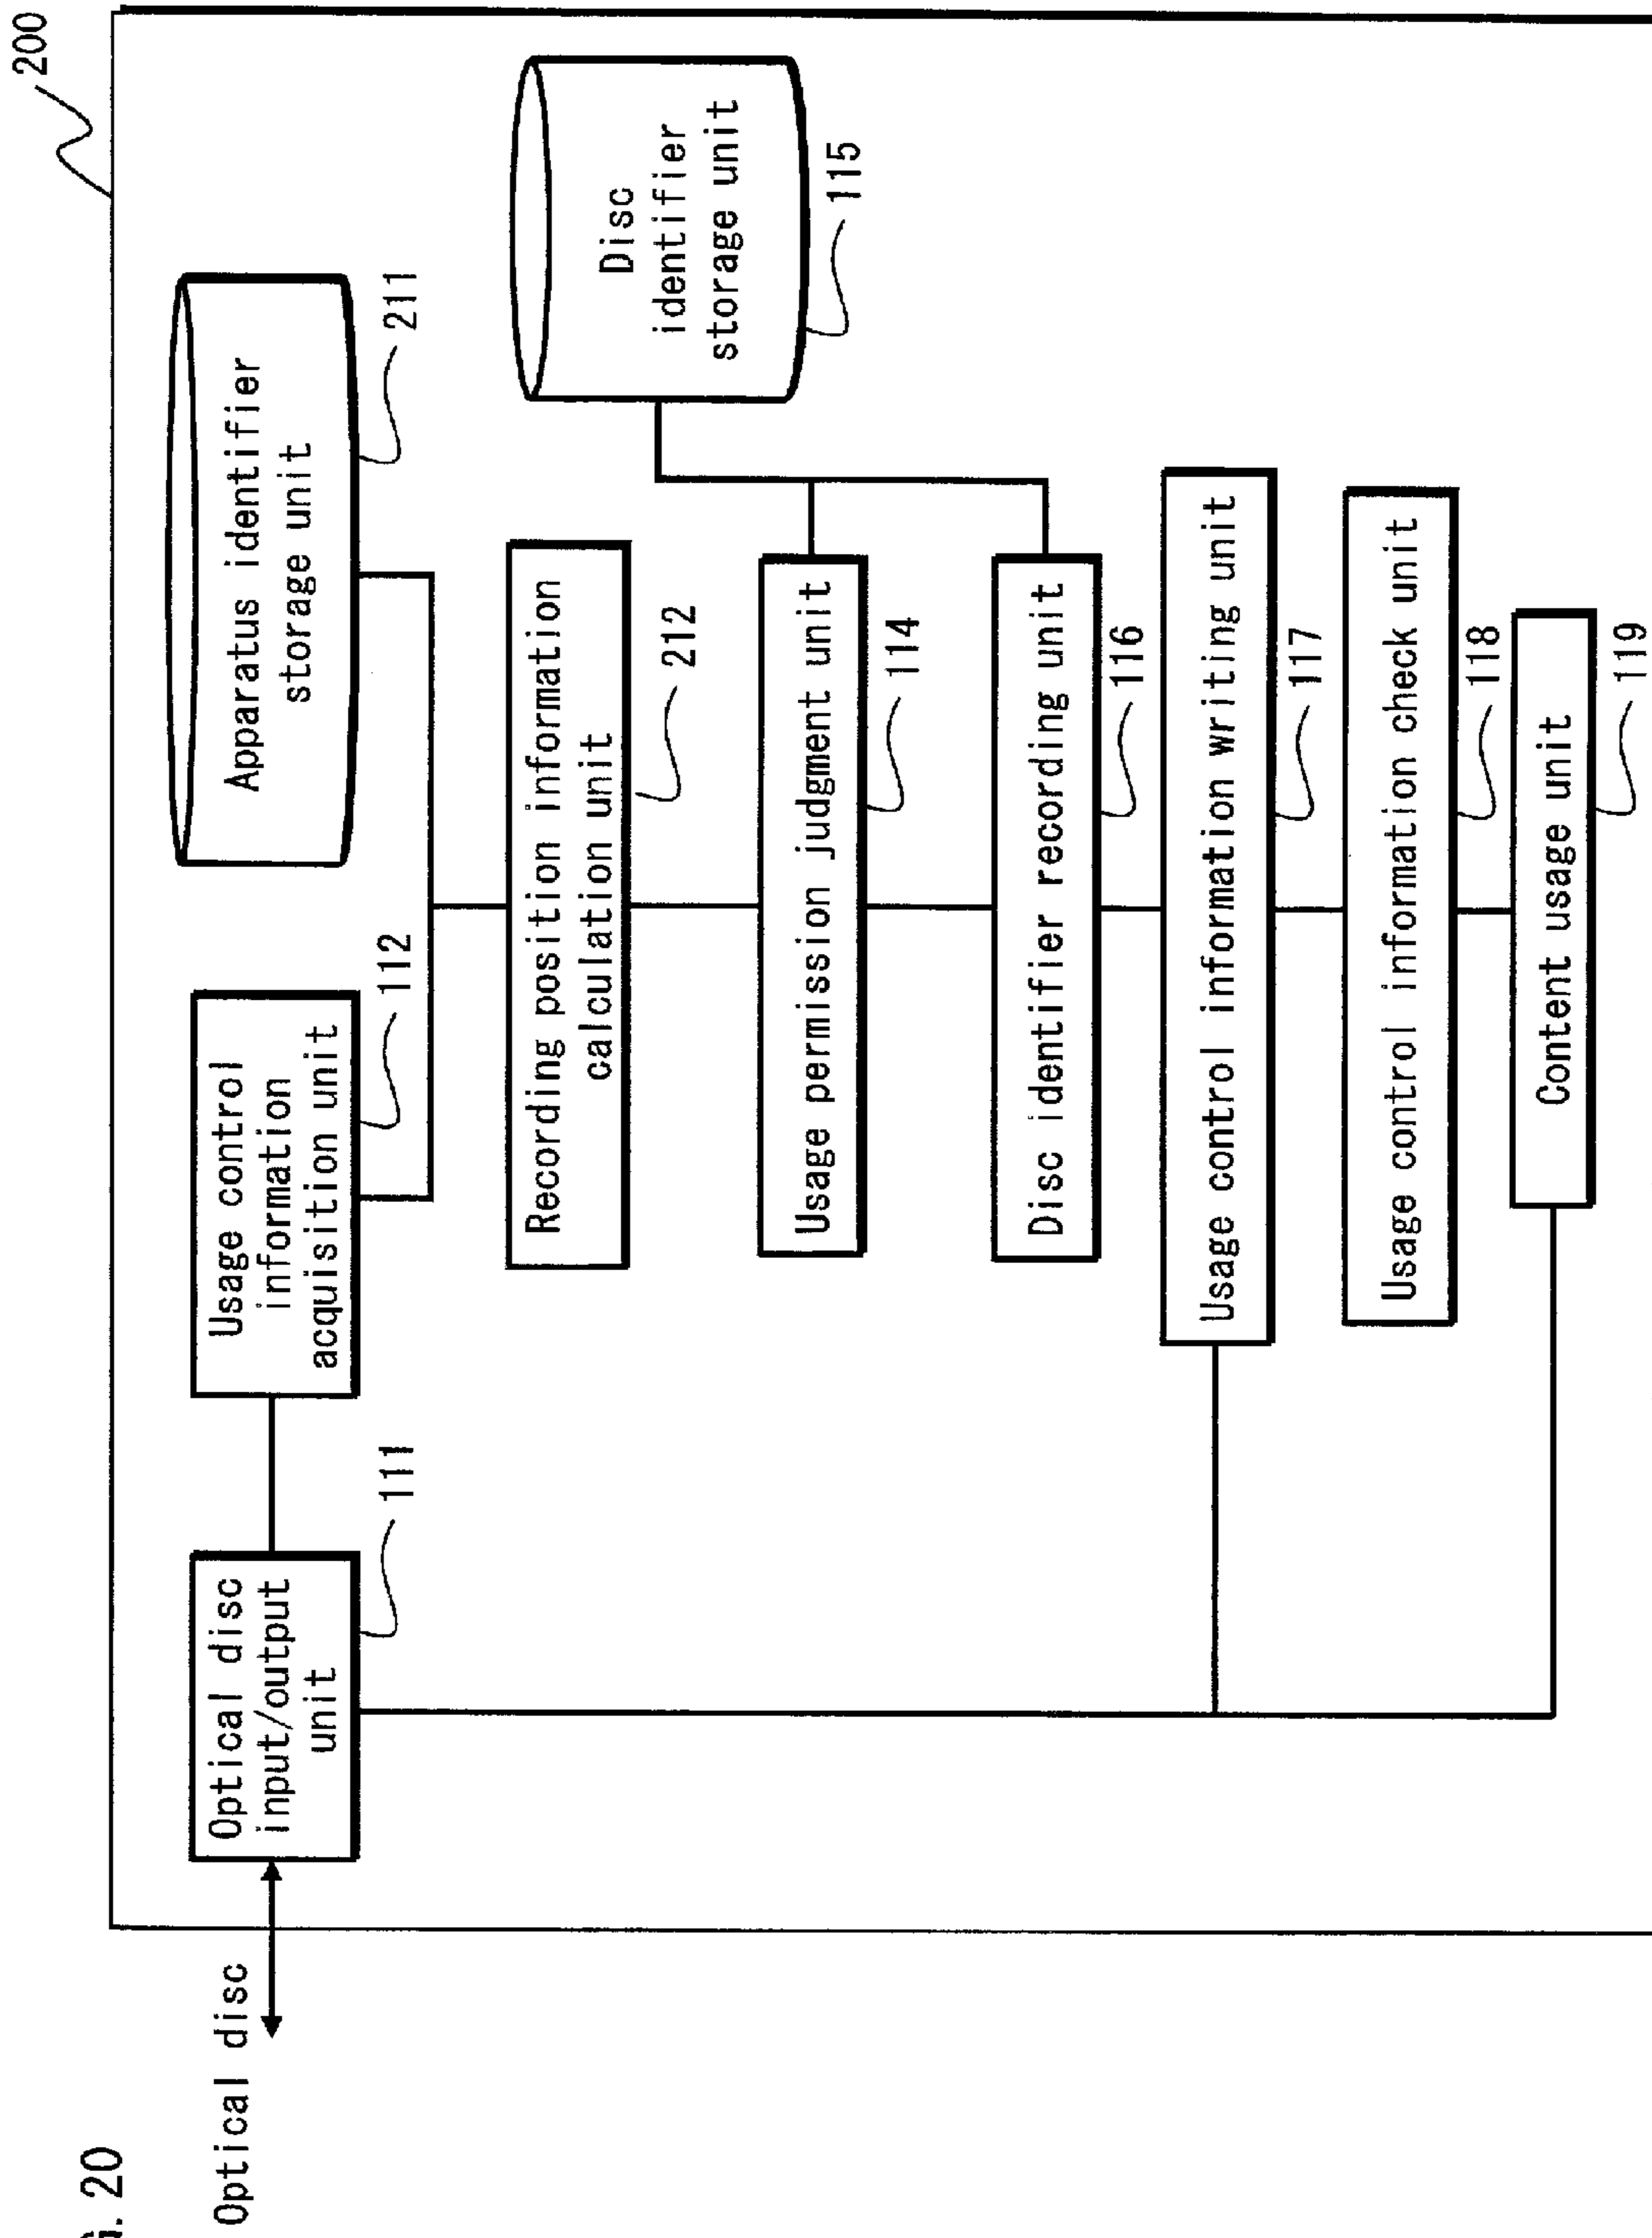 G. 20
200
Optical disc
Optical disc
input/output
unit
111
Usage control
information
acquisition unit
112
Apparatus identifier
storage unit
211
Recording position information
calculation unit
212
Disc
identifier
storage unit
115
Usage permission judgment unit
114
Disc identifier recording unit
116
Usage control information writing unit
117
Usage control information check unit
118
Content usage unit
119